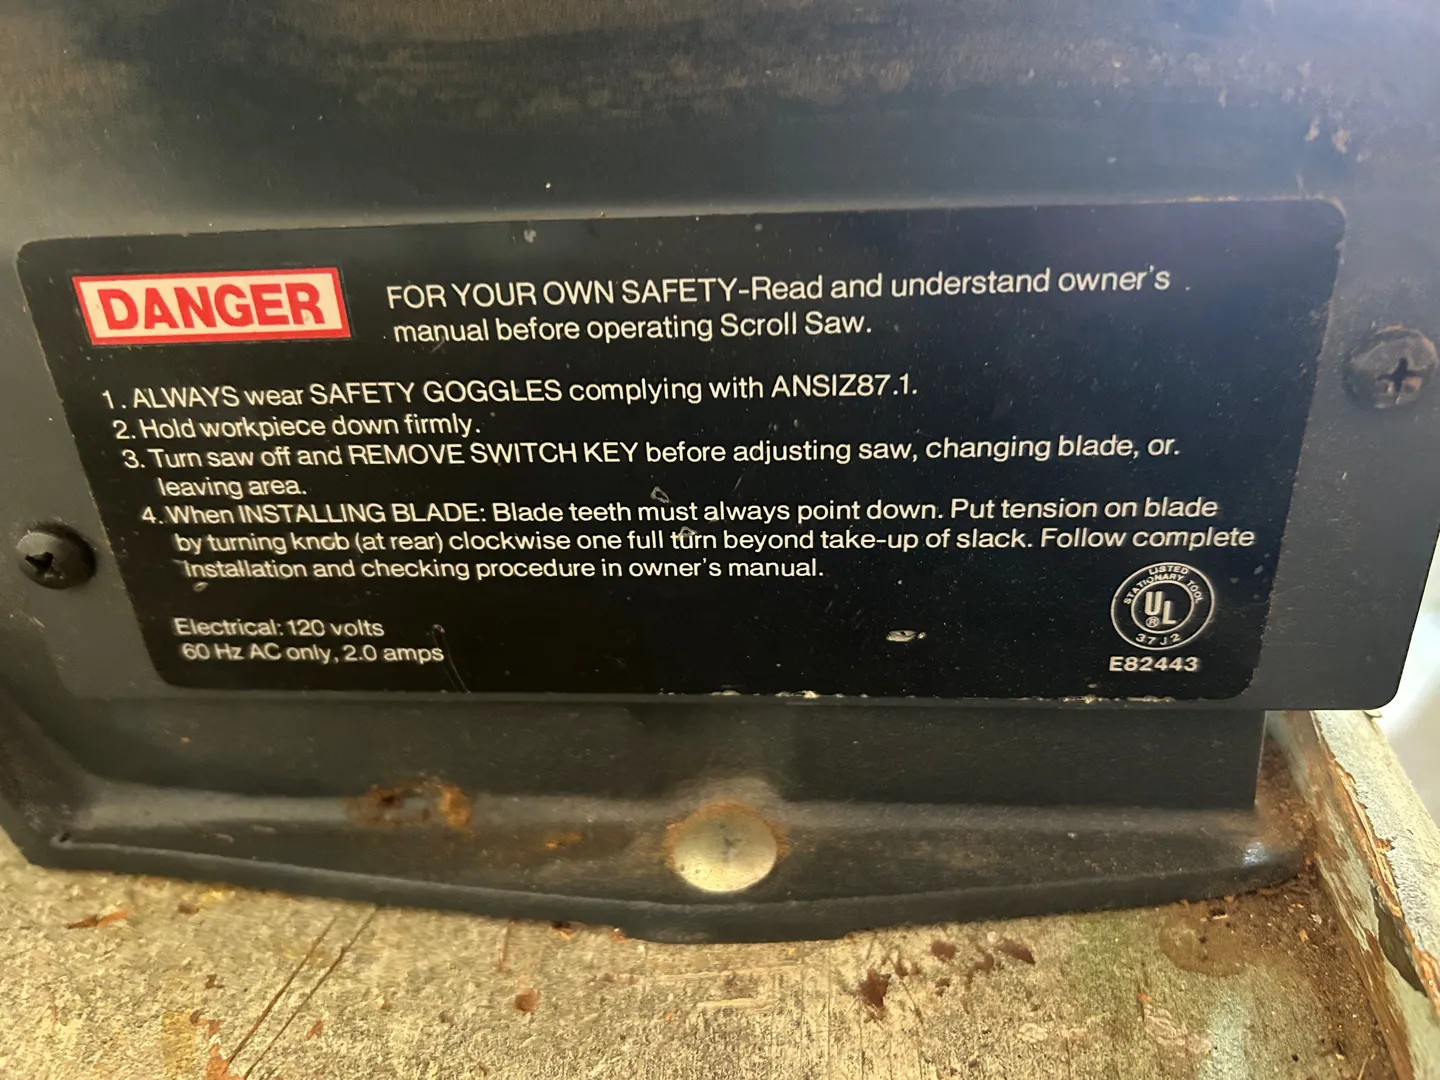 DANGER
FOR YOUR OWN SAFETY-Read and understand owner's
manual before operating Scroll Saw.
1. ALWAYS wear SAFETY GOGGLES complying with ANSIZ87.1.
2. Hold workpiece down firmly.
3. Turn saw off and REMOVE SWITCH KEY before adjusting saw, changing blade, or.
leaving area.
4. When INSTALLING BLADE: Blade teeth must always point down. Put tension on blade
by turning knob (at rear) clockwise one full turn beyond take-up of slack. Follow complete
Installation and checking procedure in owner's manual.
Electrical: 120 volts
60 Hz AC only, 2.0 amps
LISTED
STATIONARY TOOL
UL
®
37J2
E82443